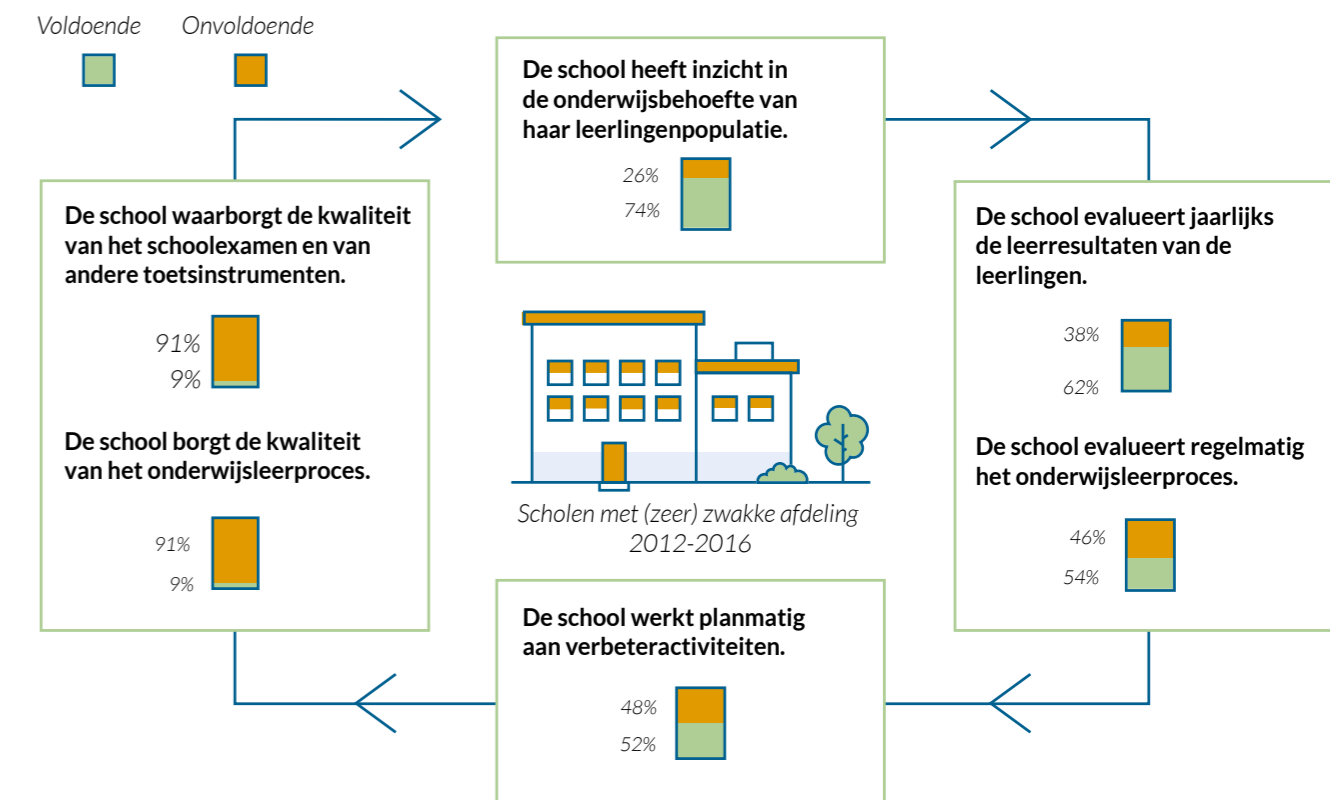 Voldoende Onvoldoende
De school heeft inzicht in
de onderwijsbehoefte van
haar leerlingenpopulatie.
26%
74%
De school evalueert jaarlijks
de leerresultaten van de
leerlingen.
38%
62%
De school evalueert regelmatig
het onderwijsleerproces.
46%
54%
De school werkt planmatig
aan verbeteractiviteiten.
48%
52%
De school waarborgt de kwaliteit
van het schoolexamen en van
andere toetsinstrumenten.
91%
9%
De school borgt de kwaliteit
van het onderwijsleerproces.
91%
9%
Scholen met (zeer) zwakke afdeling
2012-2016